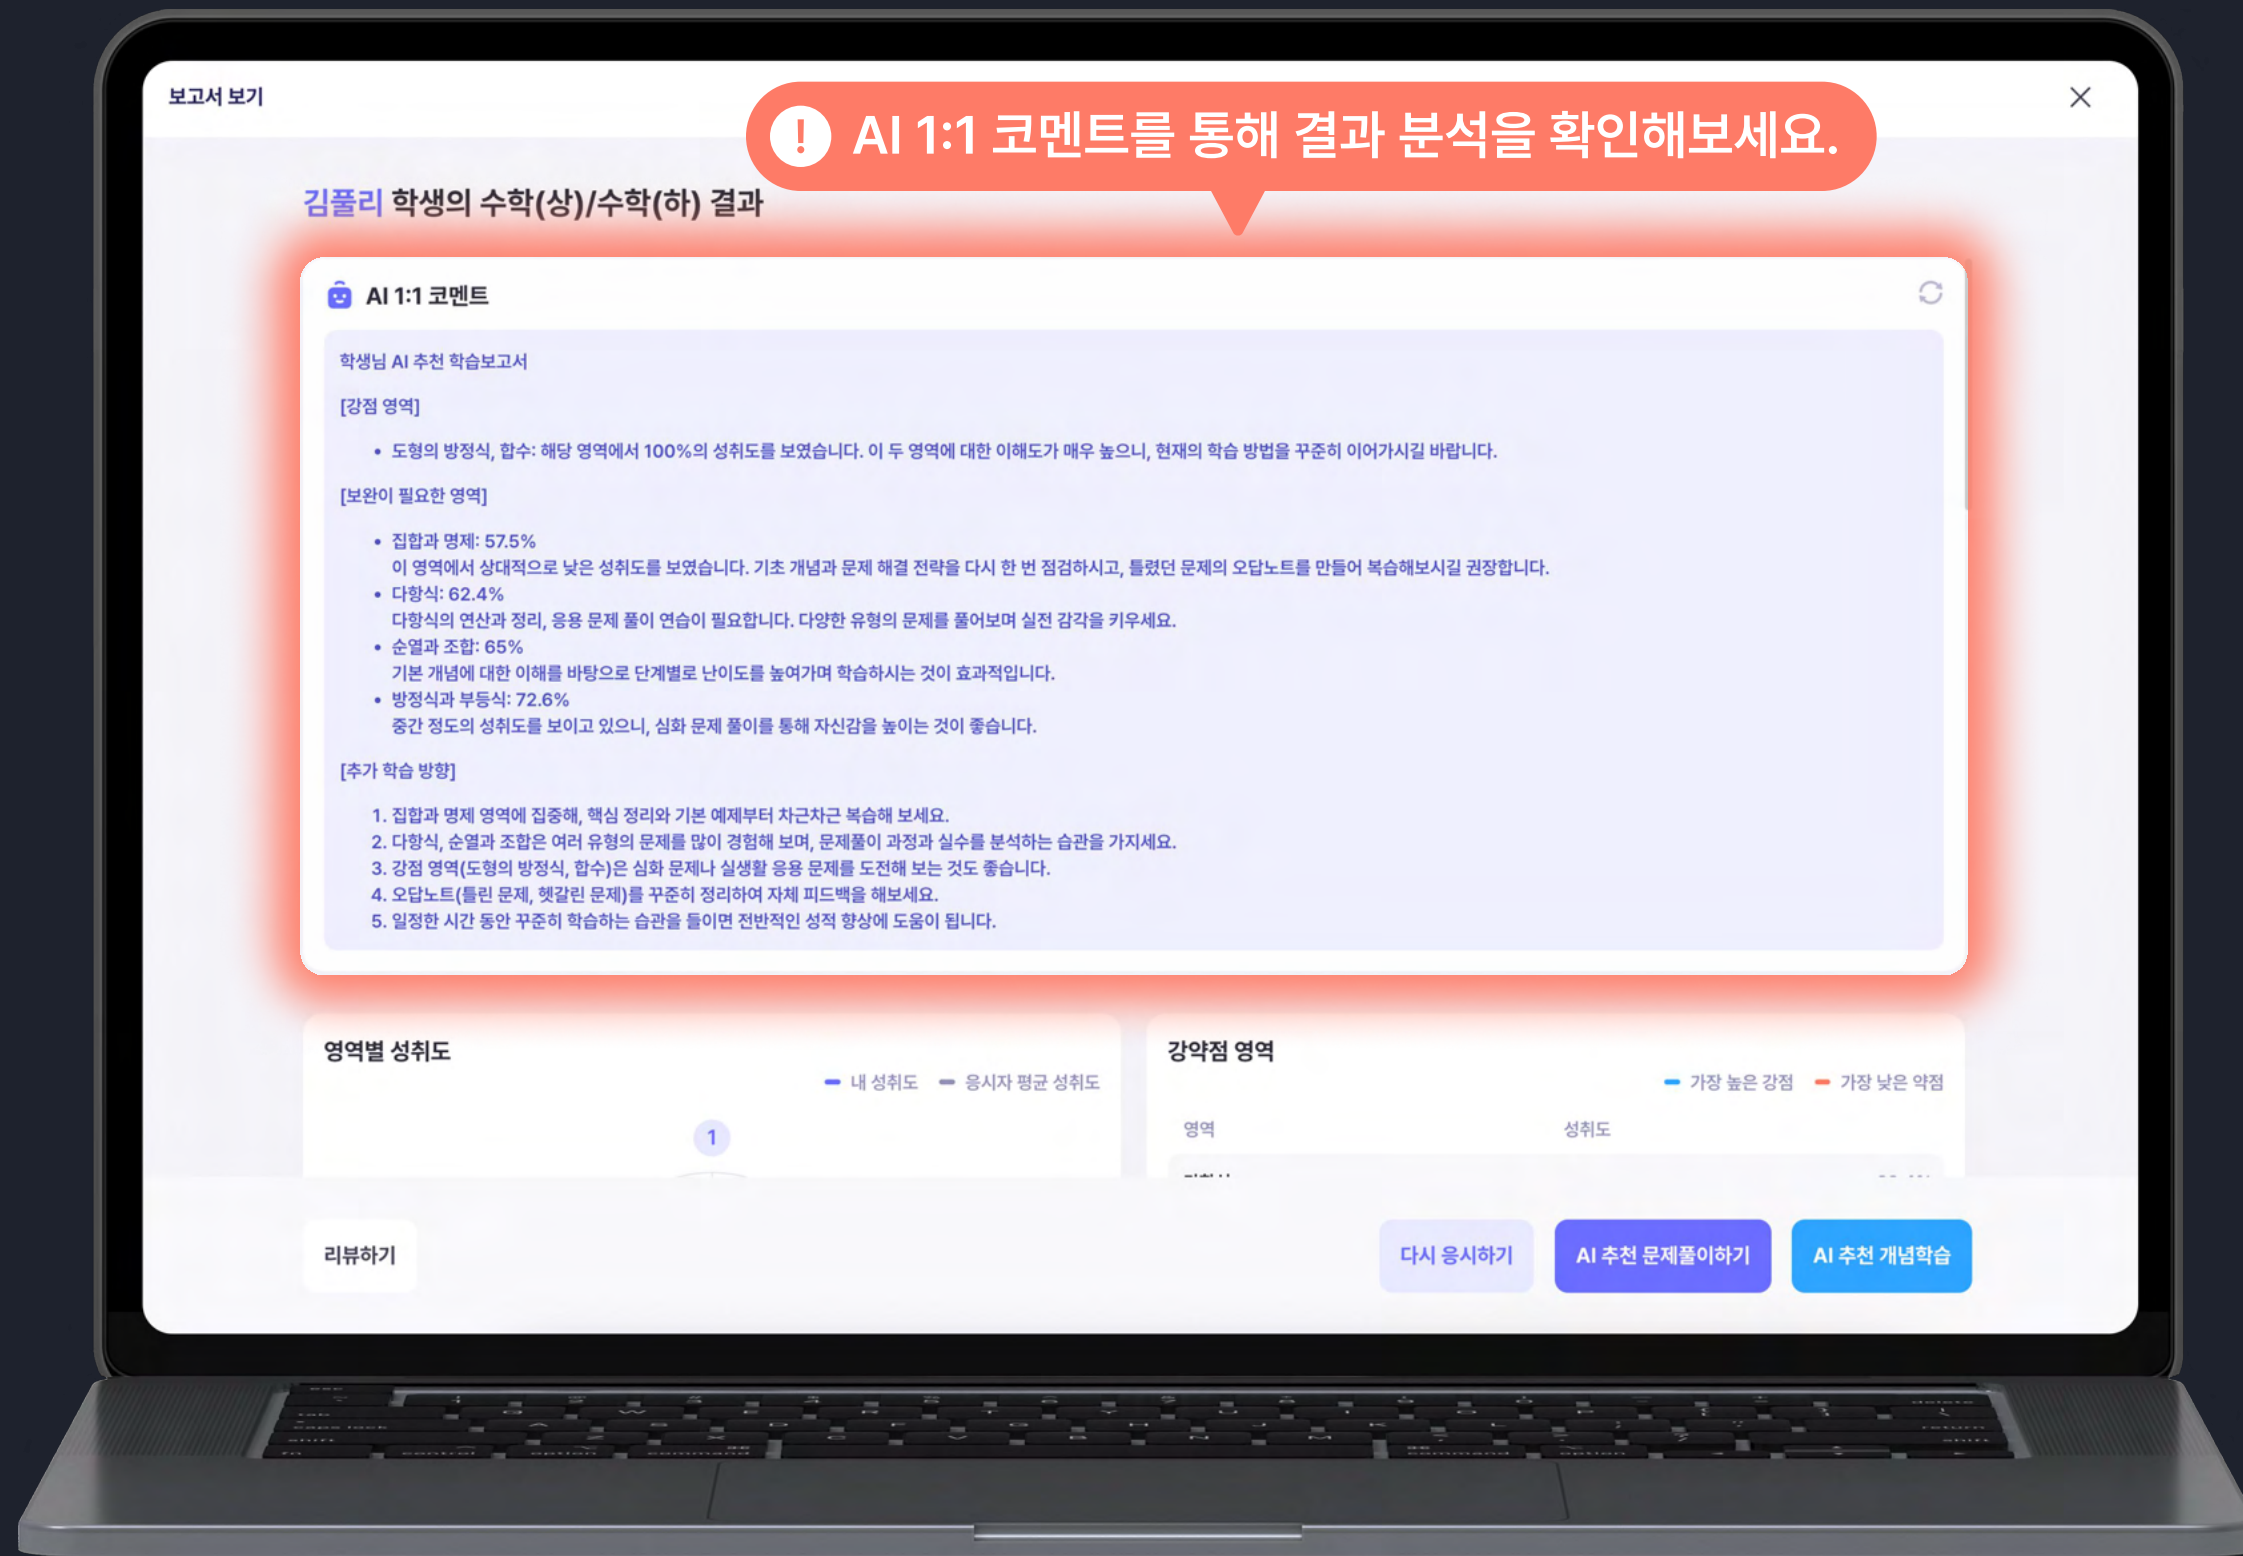 보고서 보기
! AI 1:1 코멘트를 통해 결과 분석을 확인해보세요.
김풀리 학생의 수학(상)/수학(하) 결과
AI 1:1 코멘트
학생님 AI 추천 학습보고서
[강점 영역]
• 도형의 방정식, 합수: 해당 영역에서 100%의 성취도를 보였습니다. 이 두 영역에 대한 이해도가 매우 높으니, 현재의 학습 방법을 꾸준히 이어가시길 바랍니다.
[보완이 필요한 영역]
• 집합과 명제: 57.5%
이 영역에서 상대적으로 낮은 성취도를 보였습니다. 기초 개념과 문제 해결 전략을 다시 한 번 점검하시고, 틀렸던 문제의 오답노트를 만들어 복습해보시길 권장합니다.
• 다항식: 62.4%
다항식의 연산과 정리, 응용 문제 풀이 연습이 필요합니다. 다양한 유형의 문제를 풀어보며 실전 감각을 키우세요.
• 순열과 조합: 65%
기본 개념에 대한 이해를 바탕으로 단계별로 난이도를 높여가며 학습하시는 것이 효과적입니다.
• 방정식과 부등식: 72.6%
중간 정도의 성취도를 보이고 있으니, 심화 문제 풀이를 통해 자신감을 높이는 것이 좋습니다.
[추가 학습 방향]
1. 집합과 명제 영역에 집중해, 핵심 정리와 기본 예제부터 차근차근 복습해 보세요.
2. 다항식, 순열과 조합은 여러 유형의 문제를 많이 경험해 보며, 문제풀이 과정과 실수를 분석하는 습관을 가지세요.
3. 강점 영역(도형의 방정식, 합수)은 심화 문제나 실생활 응용 문제를 도전해 보는 것도 좋습니다.
4. 오답노트(틀린 문제, 헷갈린 문제)를 꾸준히 정리하여 자체 피드백을 해보세요.
5. 일정한 시간 동안 꾸준히 학습하는 습관을 들이면 전반적인 성적 향상에 도움이 됩니다.
영역별 성취도
내 성취도 응시자 평균 성취도
1
강약점 영역
가장 높은 강점 가장 낮은 약점
영역 성취도
리뷰하기
다시 응시하기
AI 추천 문제풀이하기
AI 추천 개념학습